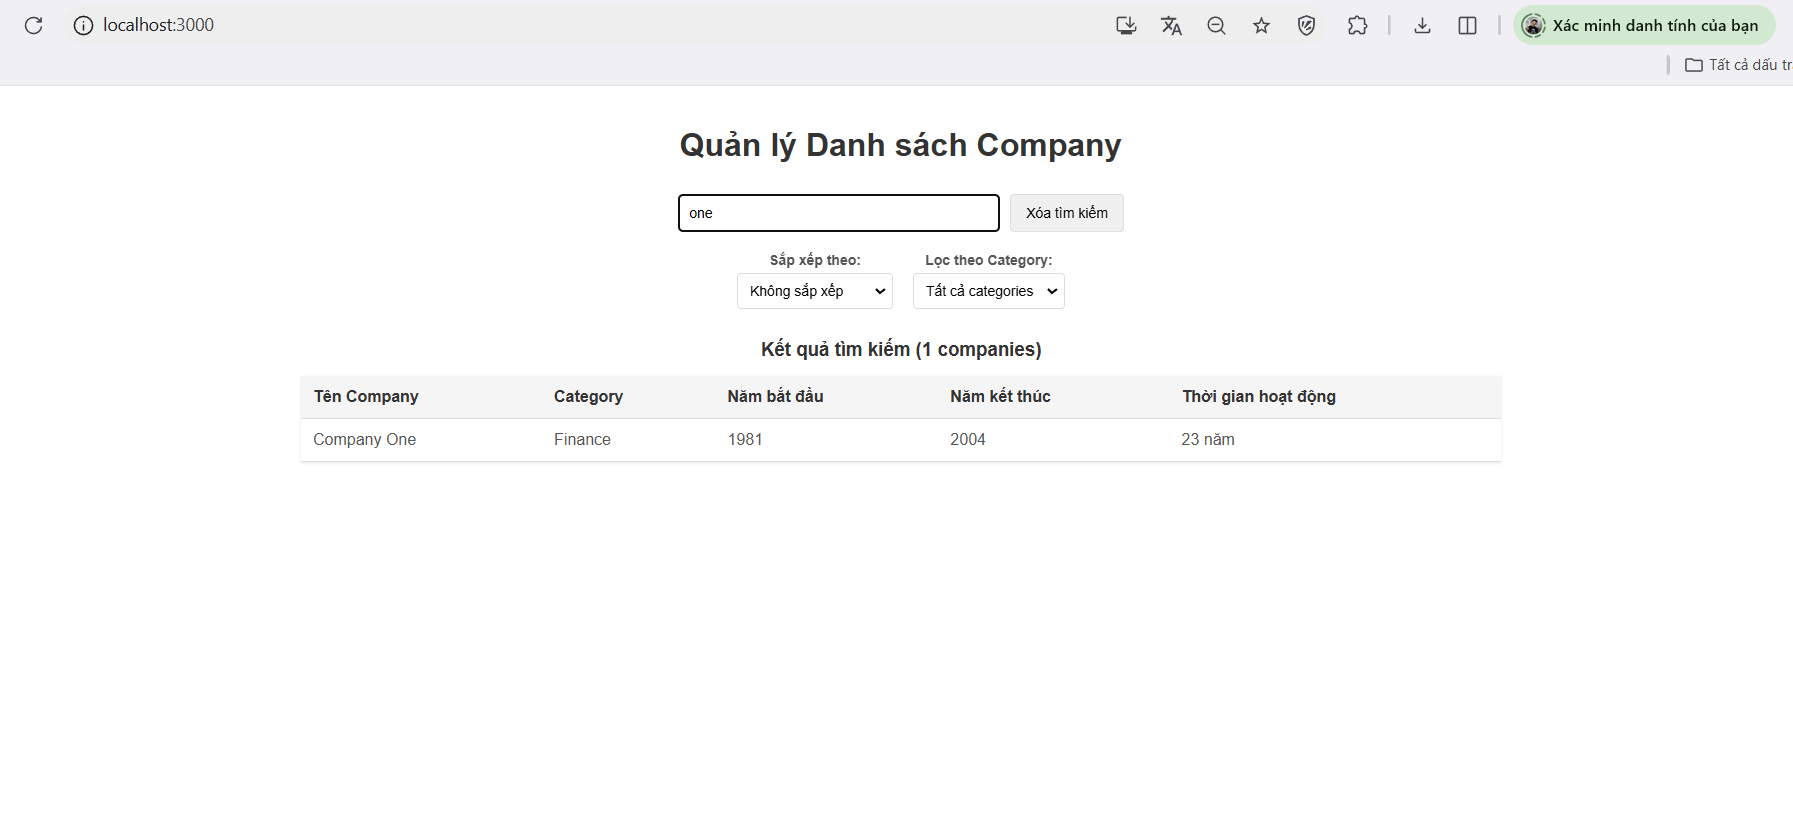 localhost:3000
Xác minh danh tính của bạn
Tất cả dấu
Quản lý Danh sách Company
one
Xóa tìm kiếm
Sắp xếp theo: Lọc theo Category:
Không sắp xếp Tất cả categories
Kết quả tìm kiếm (1 companies)
Tên Company Category Năm bắt đầu Năm kết thúc Thời gian hoạt động
Company One Finance 1981 2004 23 năm